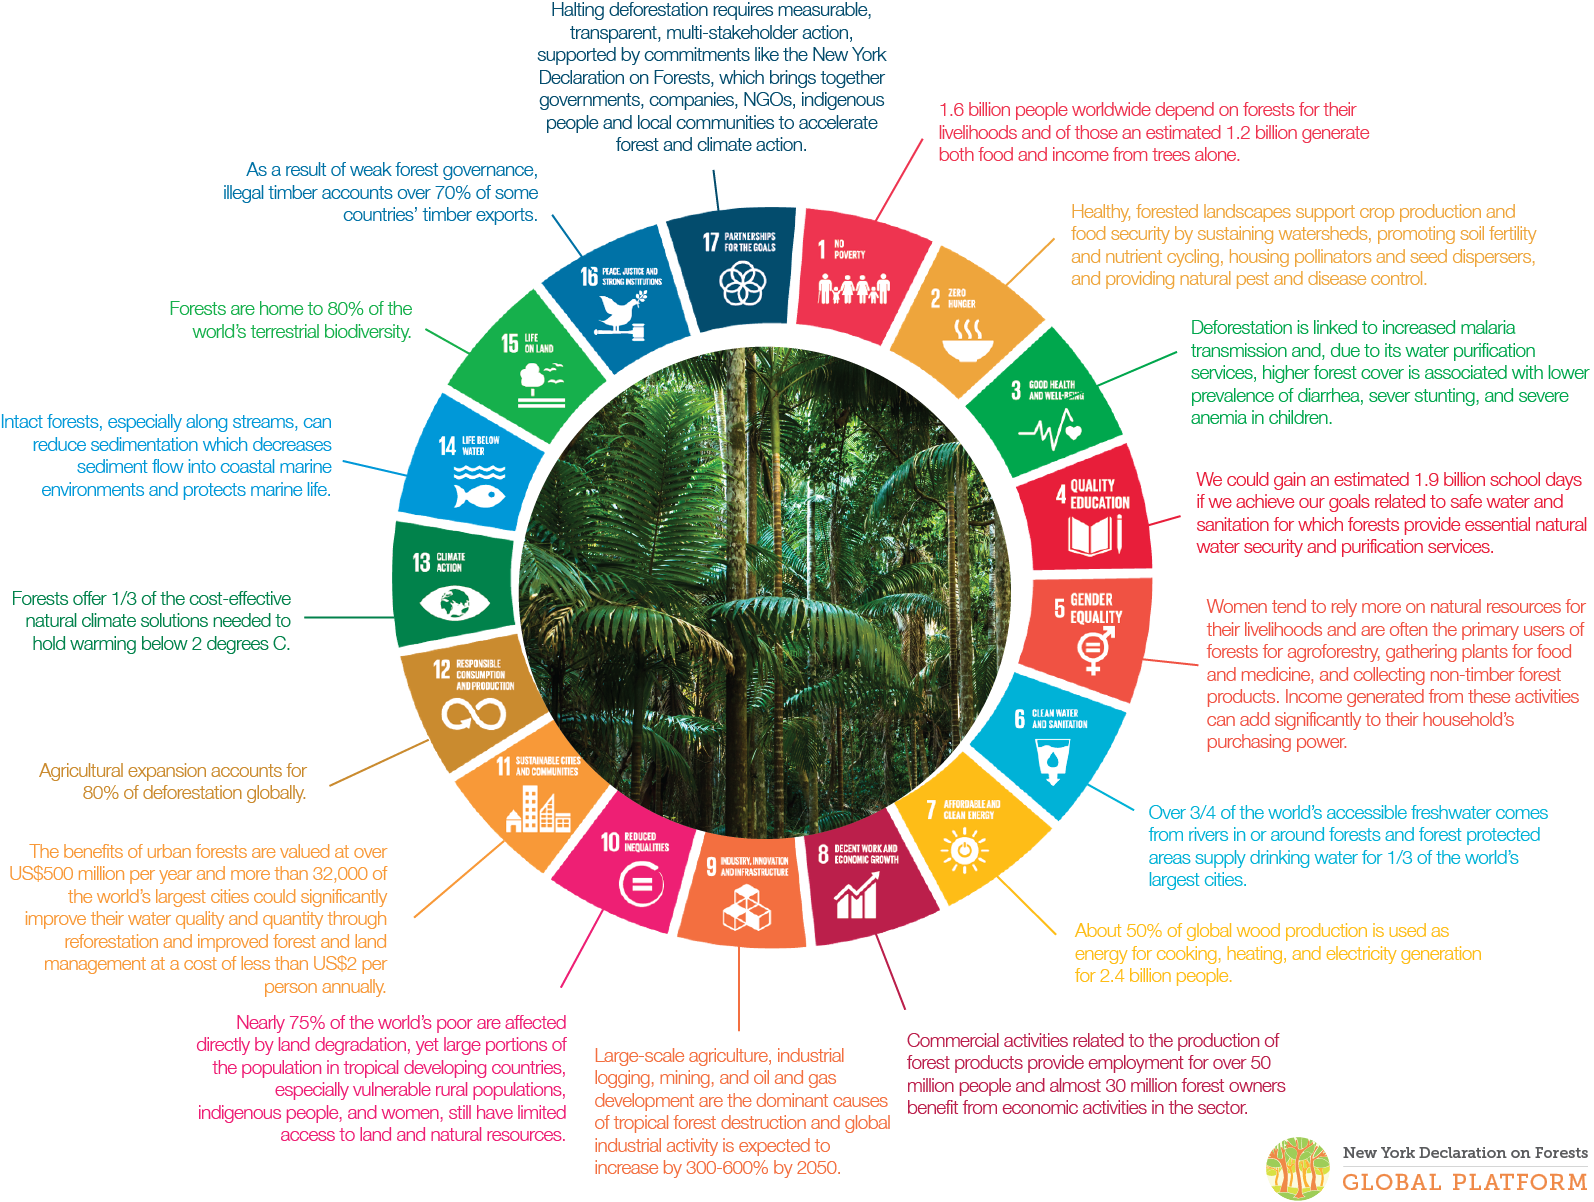 Halting deforestation requires measurable,
transparent, multi-stakeholder action,
supported by commitments like the New York
Declaration on Forests, which brings together
governments, companies, NGOs, indigenous
people and local communities to accelerate
forest and climate action.
1.6 billion people worldwide depend on forests for their
livelihoods and of those an estimated 1.2 billion generate
both food and income from trees alone.
Healthy, forested landscapes support crop production and
food security by sustaining watersheds, promoting soil fertility
and nutrient cycling, housing pollinators and seed dispersers,
and providing natural pest and disease control.
Deforestation is linked to increased malaria
transmission and, due to its water purification
services, higher forest cover is associated with lower
prevalence of diarrhea, sever stunting, and severe
anemia in children.
We could gain an estimated 1.9 billion school days
if we achieve our goals related to safe water and
sanitation for which forests provide essential natural
water security and purification services.
Women tend to rely more on natural resources for
their livelihoods and are often the primary users of
forests for agroforestry, gathering plants for food
and medicine, and collecting non-timber forest
products. Income generated from these activities
can add significantly to their household's
purchasing power.
Over 3/4 of the world's accessible freshwater comes
from rivers in or around forests and forest protected
areas supply drinking water for 1/3 of the world's
largest cities.
About 50% of global wood production is used as
energy for cooking, heating, and electricity generation
for 2.4 billion people.
Commercial activities related to the production of
forest products provide employment for over 50
million people and almost 30 million forest owners
benefit from economic activities in the sector.
Large-scale agriculture, industrial
logging, mining, and oil and gas
development are the dominant causes
of tropical forest destruction and global
industrial activity is expected to
increase by 300-600% by 2050.
Nearly 75% of the world's poor are affected
directly by land degradation, yet large portions of
the population in tropical developing countries,
especially vulnerable rural populations,
indigenous people, and women, still have limited
access to land and natural resources.
The benefits of urban forests are valued at over
US$500 million per year and more than 32,000 of
the world's largest cities could significantly
improve their water quality and quantity through
reforestation and improved forest and land
management at a cost of less than US$2 per
person annually.
Agricultural expansion accounts for
80% of deforestation globally.
Forests offer 1/3 of the cost-effective
natural climate solutions needed to
hold warming below 2 degrees C.
Intact forests, especially along streams, can
reduce sedimentation which decreases
sediment flow into coastal marine
environments and protects marine life.
Forests are home to 80% of the
world's terrestrial biodiversity.
As a result of weak forest governance,
illegal timber accounts over 70% of some
countries' timber exports.
1 NO
POVERTY
2 ZERO
HUNGER
3 GOOD HEALTH
AND WELL-BEING
4 QUALITY
EDUCATION
5 GENDER
EQUALITY
6 CLEAN WATER
AND SANITATION
7 AFFORDABLE AND
CLEAN ENERGY
8 DECENT WORK AND
ECONOMIC GROWTH
9 INDUSTRY, INNOVATION
AND INFRASTRUCTURE
10 REDUCED
INEQUALITIES
11 SUSTAINABLE CITIES
AND COMMUNITIES
12 RESPONSIBLE
CONSUMPTION
AND PRODUCTION
13 CLIMATE
ACTION
14 LIFE BELOW
WATER
15 LIFE
ON LAND
16 PEACE, JUSTICE AND
STRONG INSTITUTIONS
17 PARTNERSHIPS
FOR THE GOALS
New York Declaration on Forests
GLOBAL PLATFORM